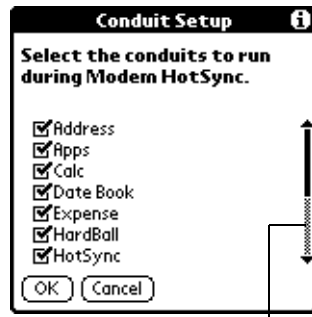 Conduit Setup i
Select the conduits to run
during Modem HotSync.
Address
Apps
Calc
Date Book
Expense
HardBall
HotSync
OK Cancel